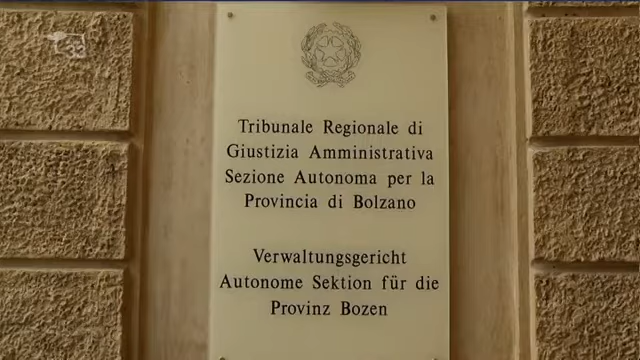 Tribunale Regionale di
Giustizia Amministrativa
Sezione Autonoma per la
Provincia di Bolzano
Verwaltungsgericht
Autonome Sektion für die
Provinz Bozen